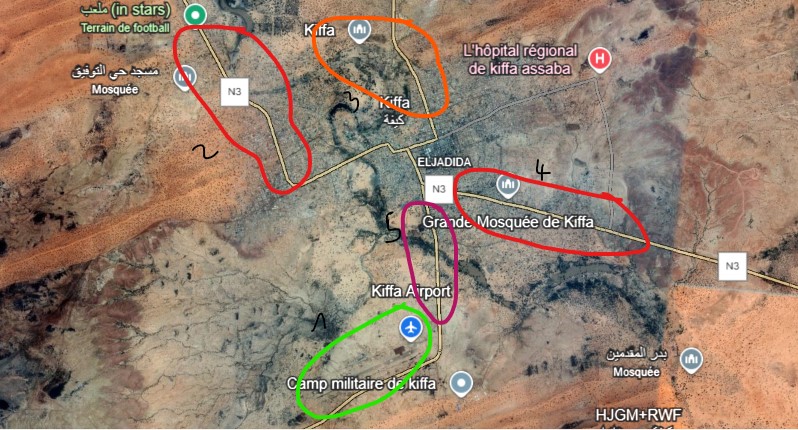 ملعب (in stars)
Terrain de football
Kiffa
L'hôpital régional
de kiffa assaba
مسجد حي التوفيق
Mosquée
N3
3
Kiffa
كيفة
2
ELJADIDA
4
N3
5
Grande Mosquée de Kiffa
N3
Kiffa Airport
1
Camp militaire de kiffa
بدر المقدمين
Mosquée
HJGM+RWF